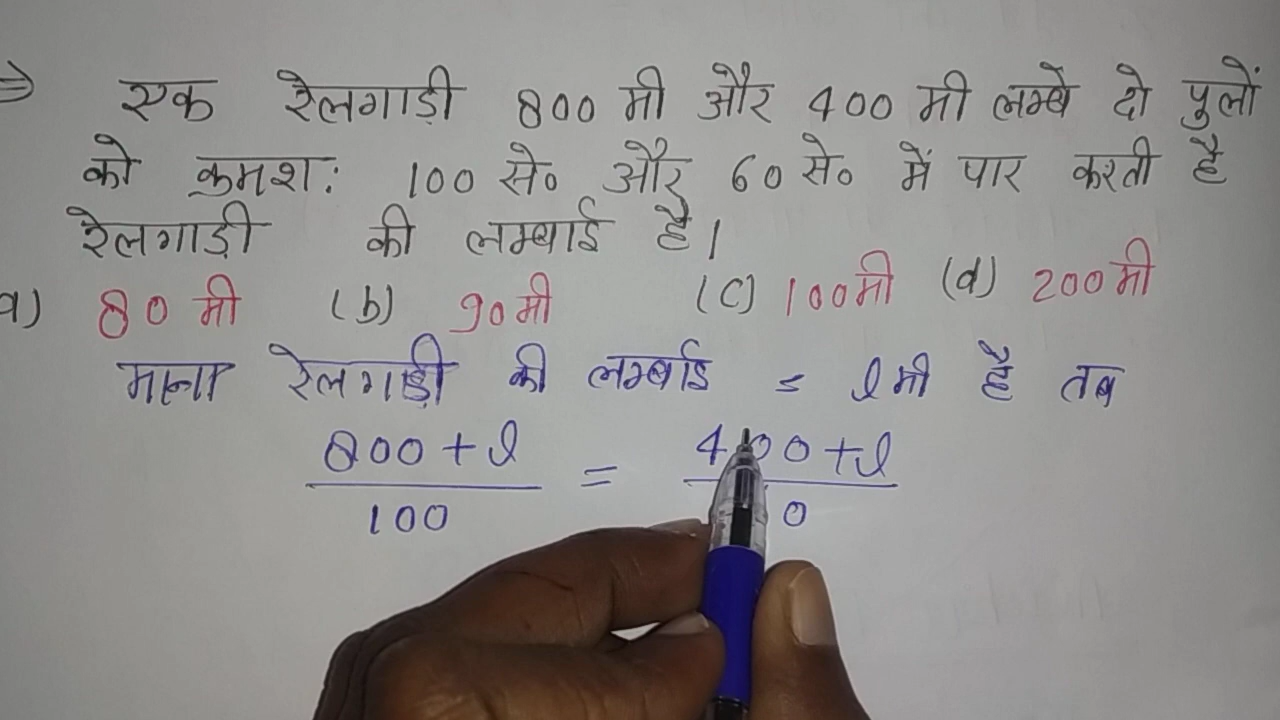 ⇒ एक रेलगाड़ी 800 मी और 400 मी लम्बे दो पुलों
को क्रमश: 100 से० और 60 से० में पार करती है
रेलगाड़ी की लम्बाई है।
a) 80 मी (b) 90 मी (c) 100 मी (d) 200 मी
माना रेलगाड़ी की लम्बाई = l मी है तब
800 + l = 400 + l
100 0